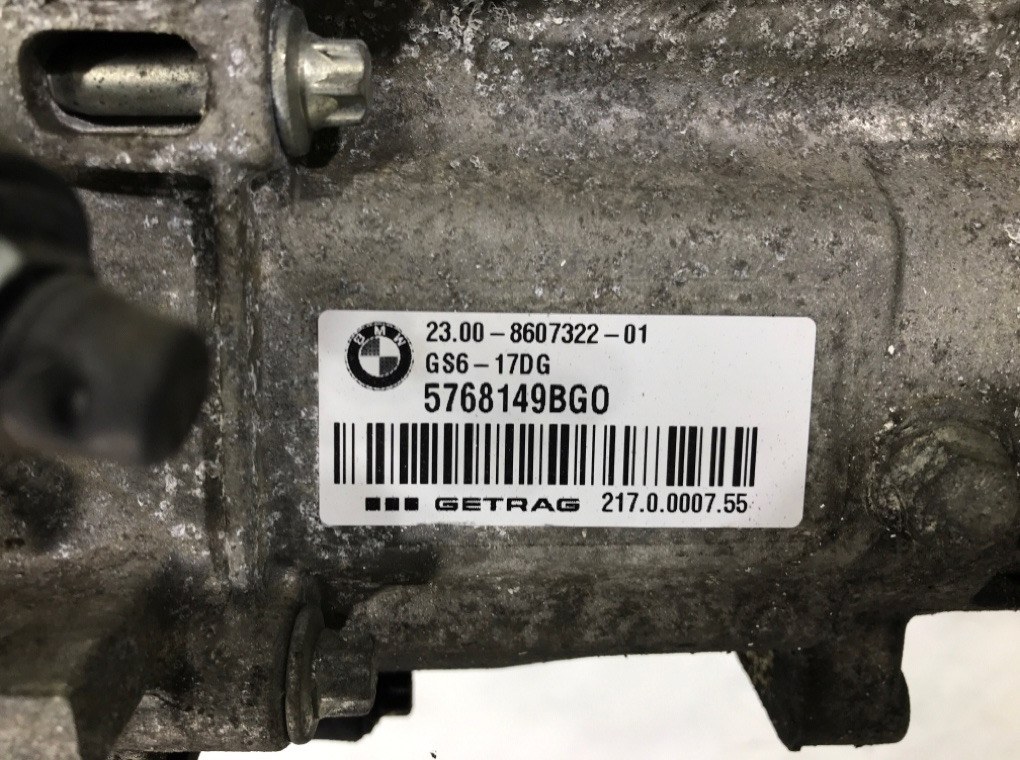 BMW
23.00-8607322-01
GS6-17DG
5768149BGO
GETRAG 217.0.0007.55